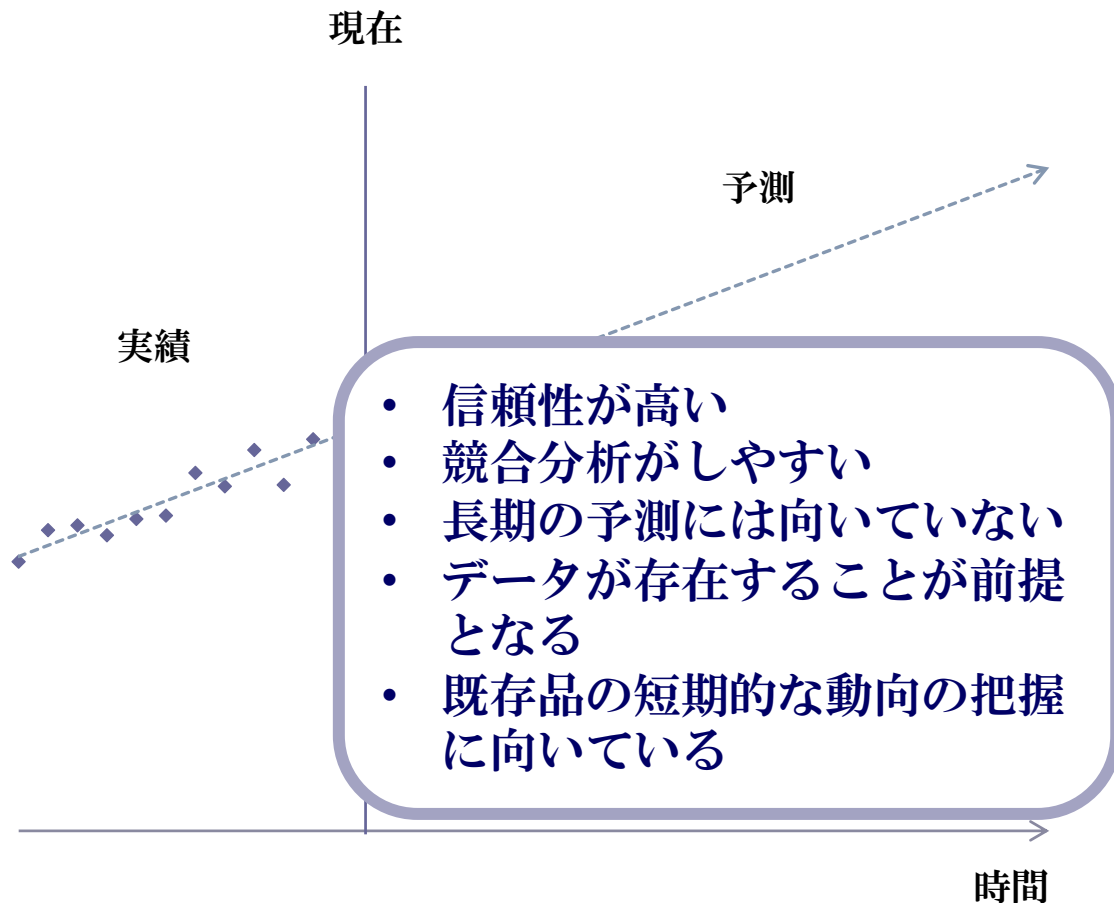 現在
予測
実績
• 信頼性が高い
• 競合分析がしやすい
• 長期の予測には向いていない
• データが存在することが前提
となる
• 既存品の短期的な動向の把握
に向いている
時間